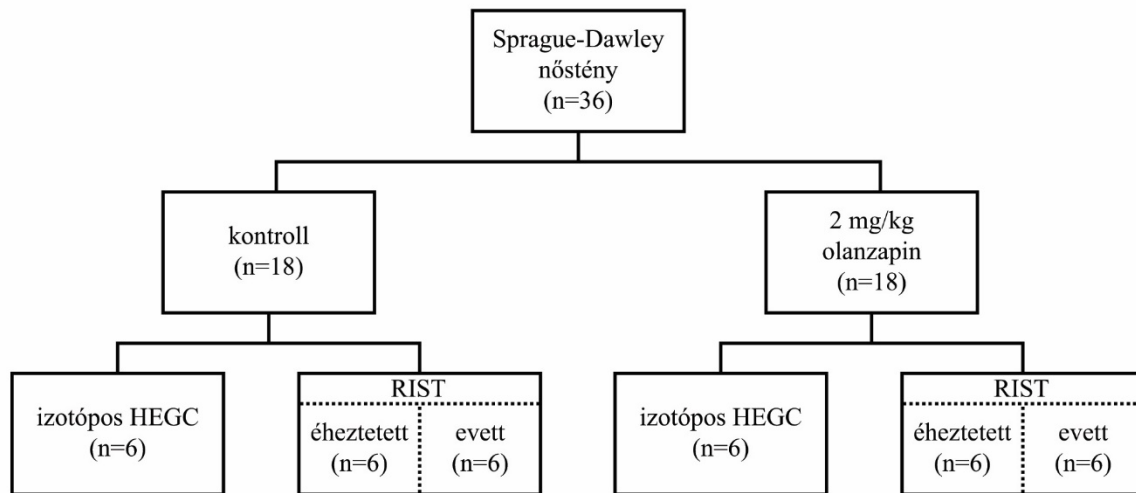 Sprague-Dawley
nőstény
(n=36)
kontroll
(n=18)
2 mg/kg
olanzapin
(n=18)
izotópos HEGC
(n=6)
RIST
éheztetett
(n=6)
evett
(n=6)
izotópos HEGC
(n=6)
RIST
éheztetett
(n=6)
evett
(n=6)